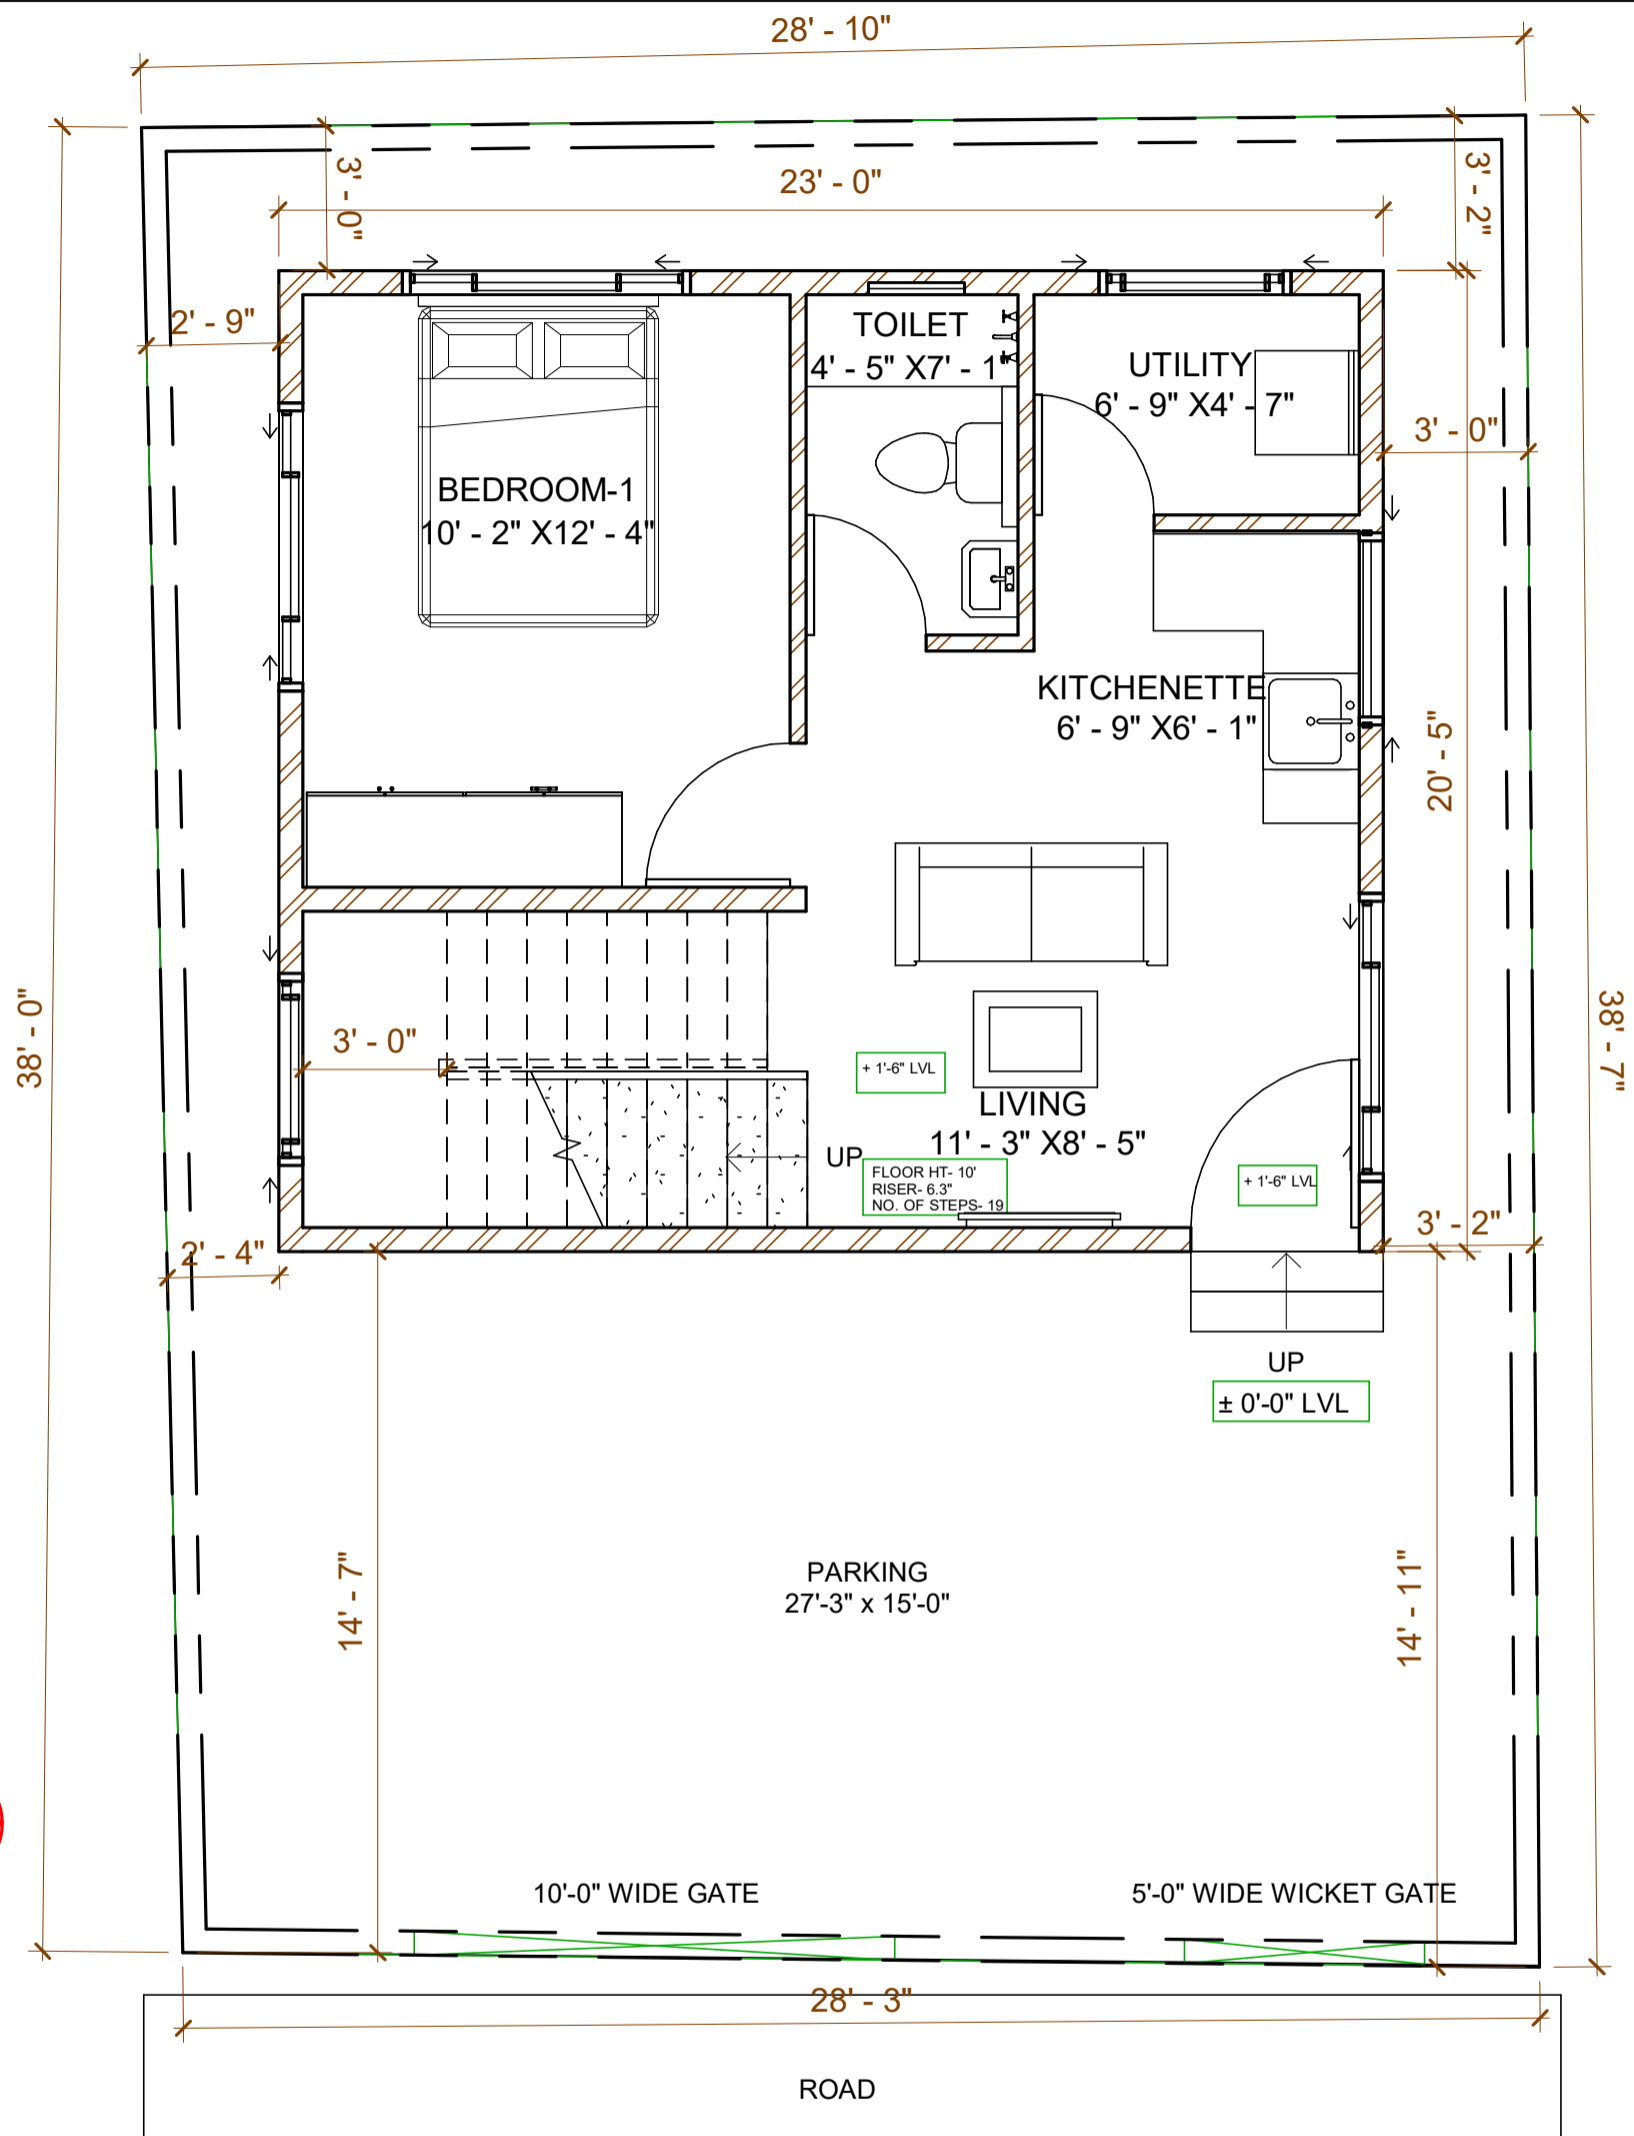 28' - 10"
3' - 0"
3' - 2"
23' - 0"
2' - 9"
TOILET
4' - 5" X7' - 1"
UTILITY
6' - 9" X4' - 7"
3' - 0"
BEDROOM-1
10' - 2" X12' - 4"
KITCHENETTE
6' - 9" X6' - 1"
20' - 5"
38' - 0"
38' - 7"
3' - 0"
+ 1'-6" LVL
LIVING
11' - 3" X8' - 5"
UP
FLOOR HT- 10'
RISER- 6.3"
NO. OF STEPS- 19
+ 1'-6" LVL
2' - 4"
3' - 2"
UP
± 0'-0" LVL
14' - 7"
PARKING
27'-3" x 15'-0"
14' - 11"
10'-0" WIDE GATE
5'-0" WIDE WICKET GATE
28' - 3"
ROAD